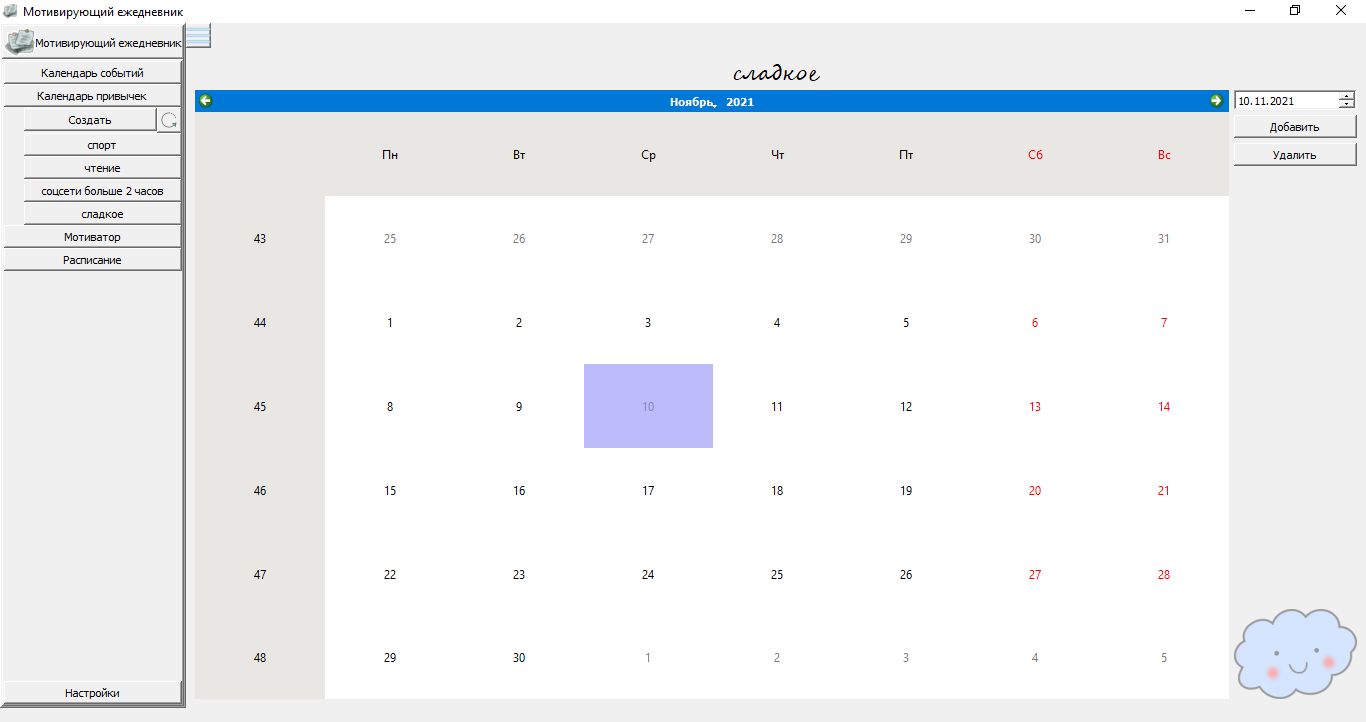 Мотивирующий ежедневник
Мотивирующий ежедневник
Календарь событий
Календарь привычек
Создать
спорт
чтение
соцсети больше 2 часов
сладкое
Мотиватор
Расписание
Настройки
сладкое
Ноябрь, 2021
Пн Вт Ср Чт Пт Сб Вс
43 25 26 27 28 29 30 31
44 1 2 3 4 5 6 7
45 8 9 10 11 12 13 14
46 15 16 17 18 19 20 21
47 22 23 24 25 26 27 28
48 29 30 1 2 3 4 5
10.11.2021
Добавить
Удалить